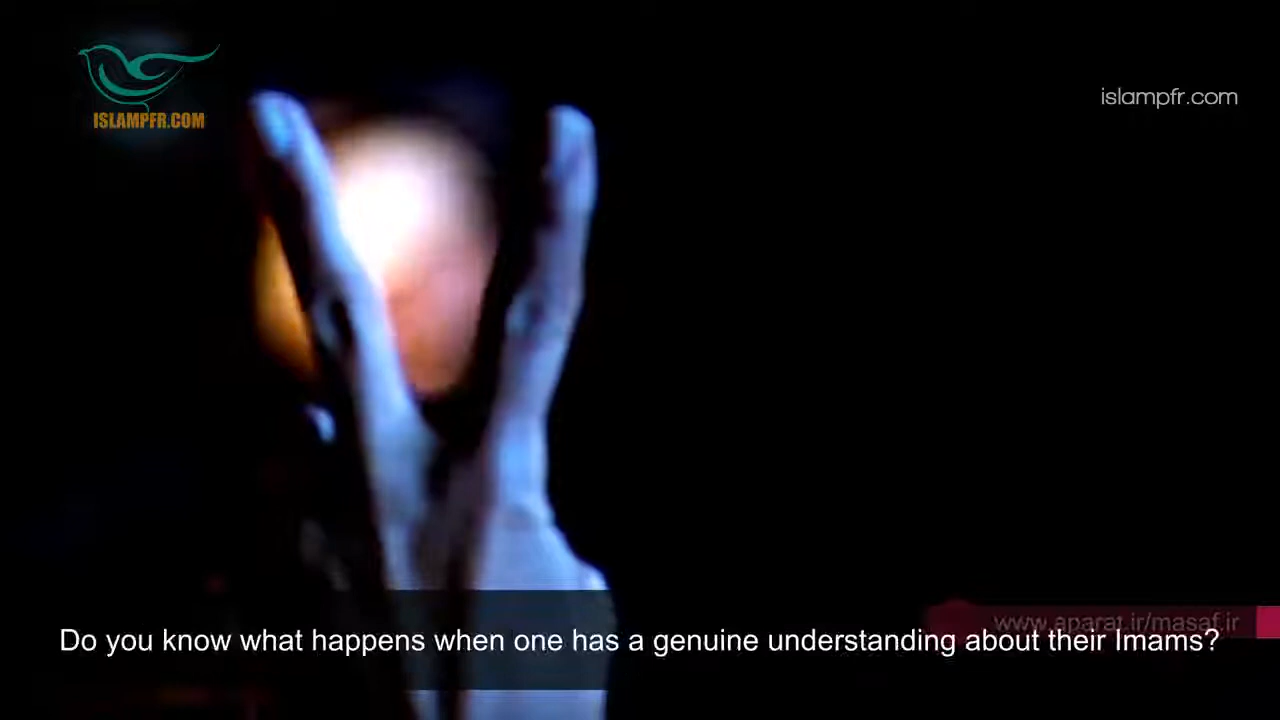 ISLAMPFR.COM
islampfr.com
www.aparat.ir/masaf.ir
Do you know what happens when one has a genuine understanding about their Imams?